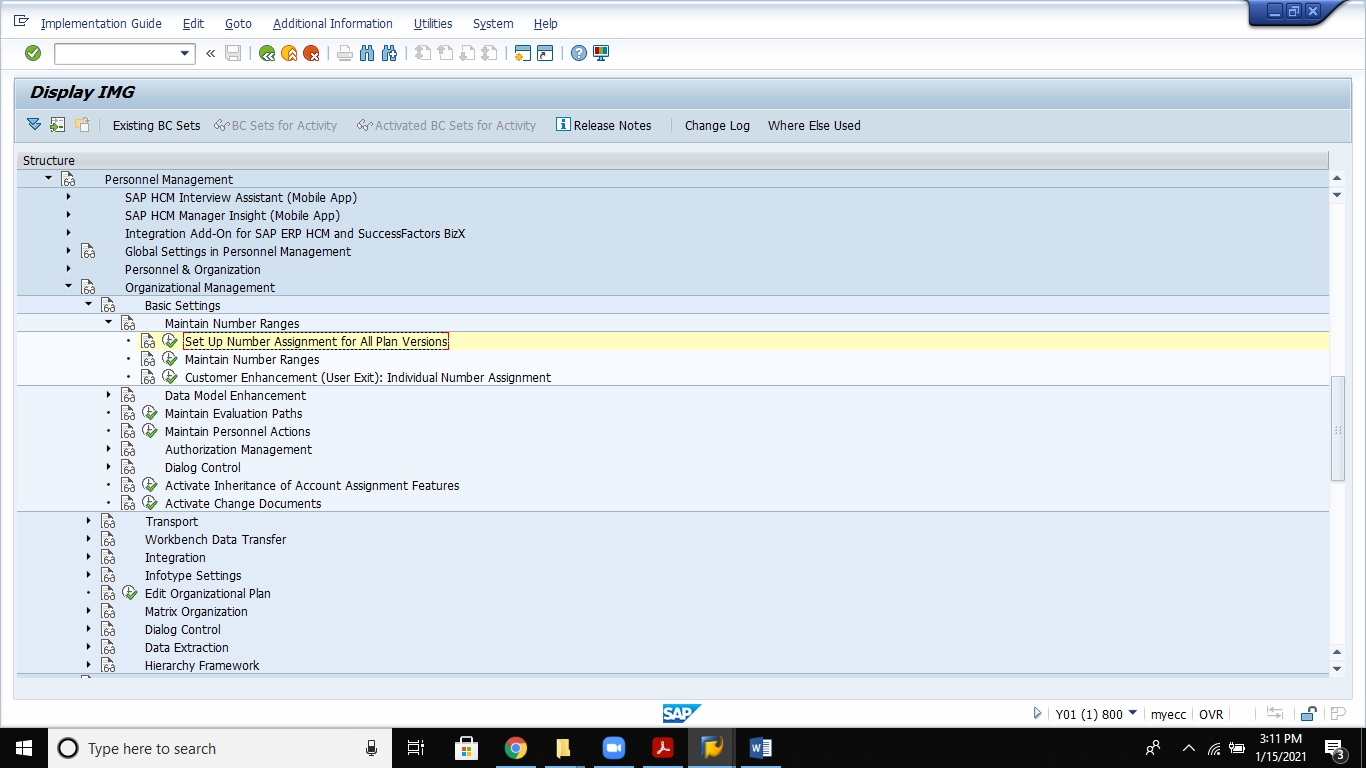 Implementation Guide Edit Goto Additional Information Utilities System Help
Display IMG
Existing BC Sets BC Sets for Activity Activated BC Sets for Activity Release Notes Change Log Where Else Used
Structure
Personnel Management
SAP HCM Interview Assistant (Mobile App)
SAP HCM Manager Insight (Mobile App)
Integration Add-On for SAP ERP HCM and SuccessFactors BizX
Global Settings in Personnel Management
Personnel & Organization
Organizational Management
Basic Settings
Maintain Number Ranges
Set Up Number Assignment for All Plan Versions
Maintain Number Ranges
Customer Enhancement (User Exit): Individual Number Assignment
Data Model Enhancement
Maintain Evaluation Paths
Maintain Personnel Actions
Authorization Management
Dialog Control
Activate Inheritance of Account Assignment Features
Activate Change Documents
Transport
Workbench Data Transfer
Integration
Infotype Settings
Edit Organizational Plan
Matrix Organization
Dialog Control
Data Extraction
Hierarchy Framework
SAP Y01 (1) 800 myecc OVR
Type here to search
3:11 PM
1/15/2021
3